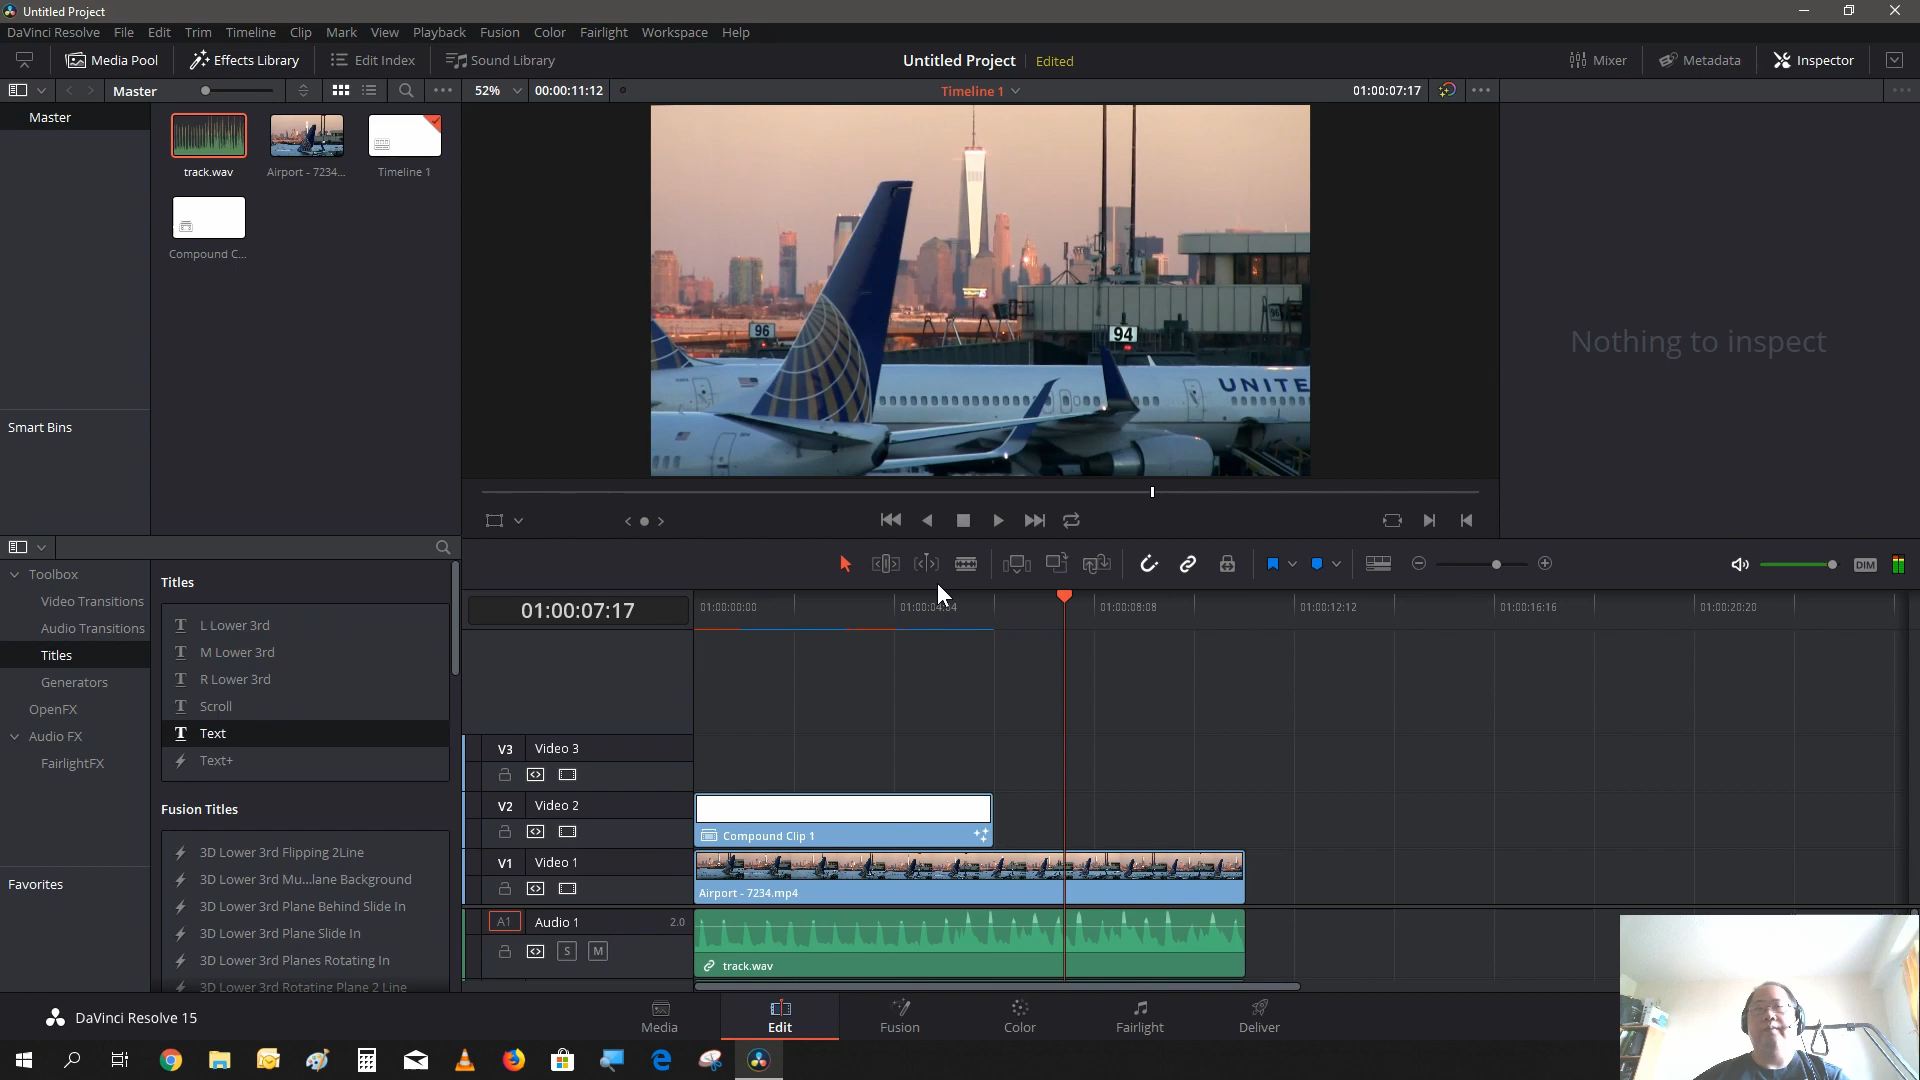 Untitled Project
DaVinci Resolve File Edit Trim Timeline Clip Mark View Playback Fusion Color Fairlight Workspace Help
Media Pool Effects Library Edit Index Sound Library Untitled Project Edited Mixer Metadata Inspector
Master 52% 00:00:11:12 Timeline 1 01:00:07:17
Master
track.wav Airport - 7234... Timeline 1
Compound C...
96 94 96
UNITE
Nothing to inspect
Smart Bins
Toolbox
Video Transitions
Audio Transitions
Titles
Generators
OpenFX
Audio FX
FairlightFX
Favorites
Titles
L Lower 3rd
M Lower 3rd
R Lower 3rd
Scroll
Text
Text+
Fusion Titles
3D Lower 3rd Flipping 2Line
3D Lower 3rd Mu...lane Background
3D Lower 3rd Plane Behind Slide In
3D Lower 3rd Plane Slide In
3D Lower 3rd Planes Rotating In
3D Lower 3rd Rotating Plane 2 Line
DIM
01:00:07:17
01:00:00:00 01:00:04:04 01:00:08:08 01:00:12:12 01:00:16:16 01:00:20:20
V3 Video 3
V2 Video 2
Compound Clip 1
V1 Video 1
Airport - 7234.mp4
A1 Audio 1 2.0
S M
track.wav
DaVinci Resolve 15
Media Edit Fusion Color Fairlight Deliver